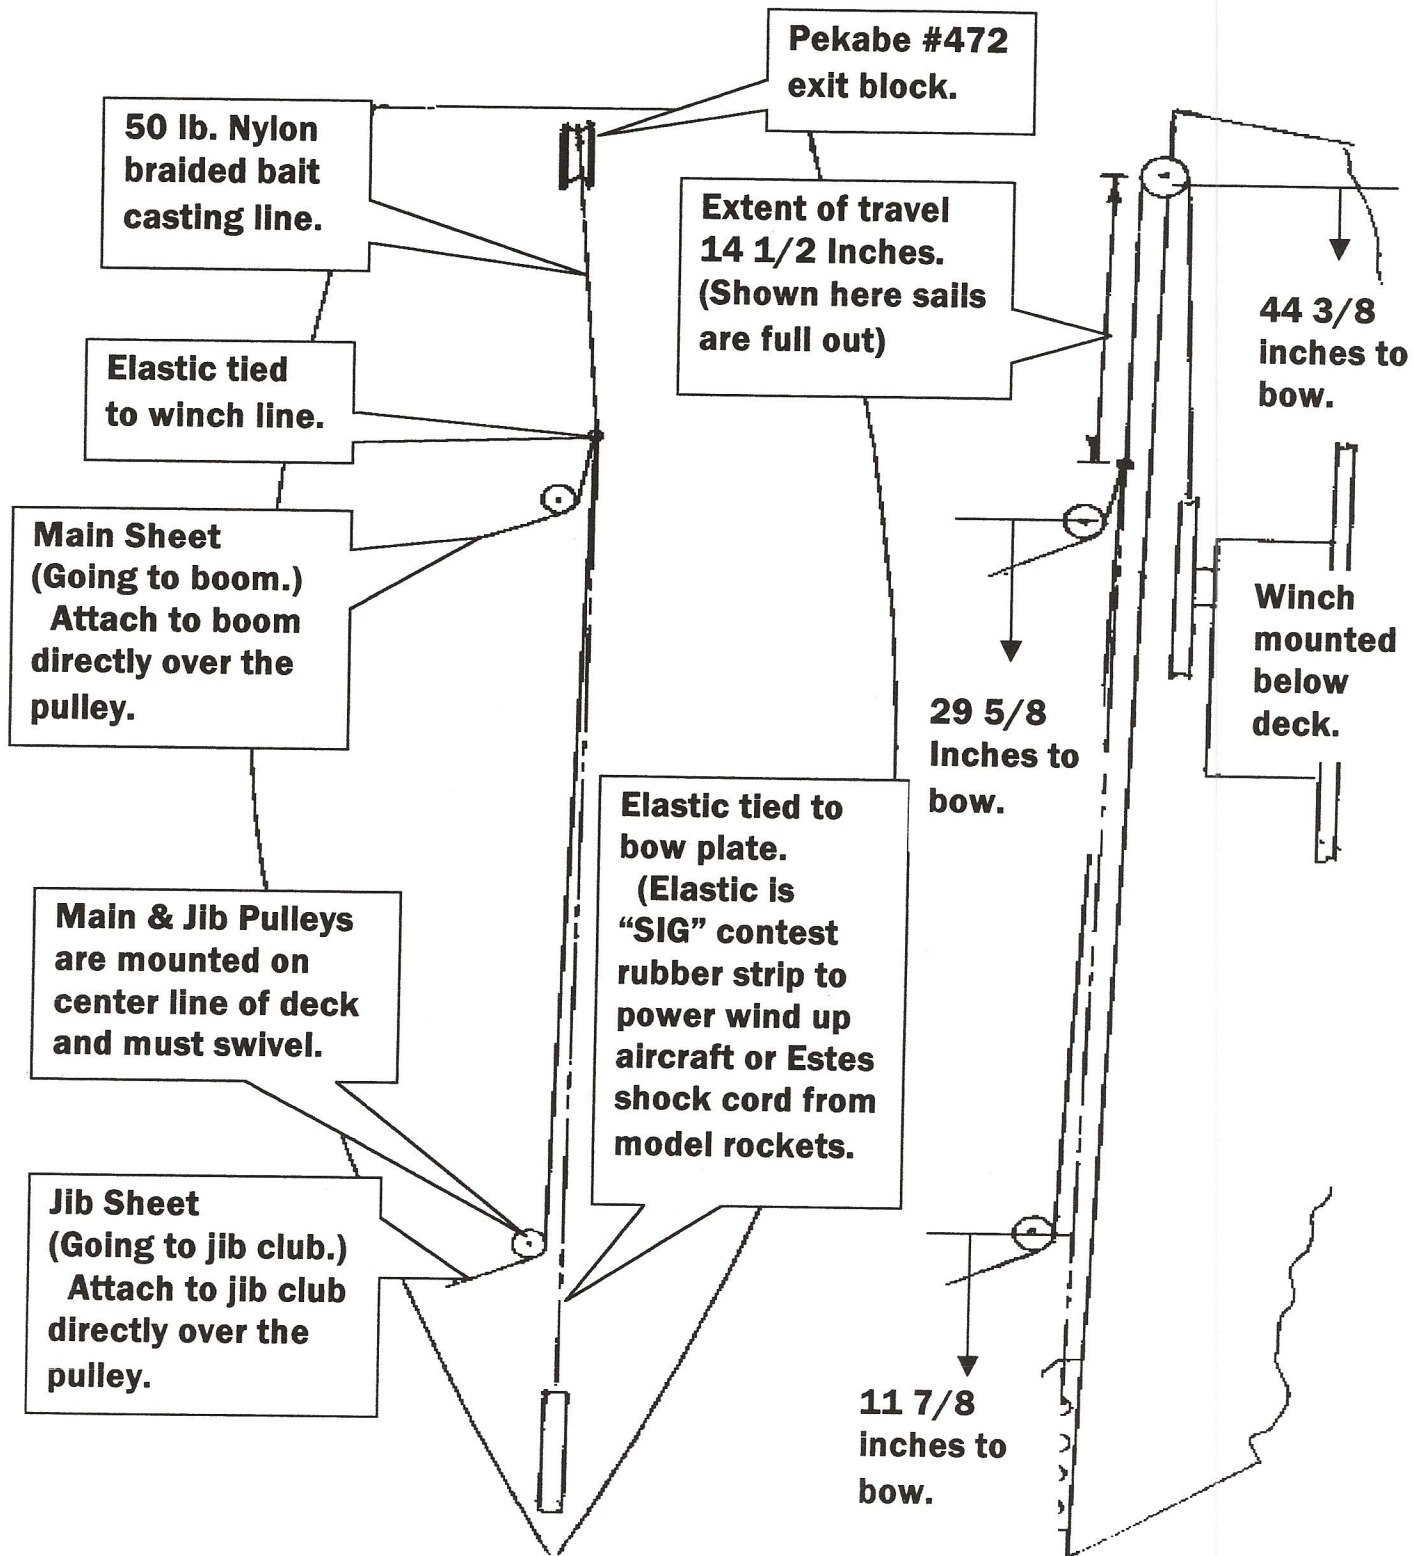 Pekabe #472
exit block.
50 lb. Nylon
braided bait
casting line.
Extent of travel
14 1/2 Inches.
(Shown here sails
are full out)
44 3/8
inches to
bow.
Elastic tied
to winch line.
Main Sheet
(Going to boom.)
Attach to boom
directly over the
pulley.
Winch
mounted
below
deck.
29 5/8
Inches to
bow.
Elastic tied to
bow plate.
(Elastic is
“SIG” contest
rubber strip to
power wind up
aircraft or Estes
shock cord from
model rockets.
Main & Jib Pulleys
are mounted on
center line of deck
and must swivel.
Jib Sheet
(Going to jib club.)
Attach to jib club
directly over the
pulley.
11 7/8
inches to
bow.